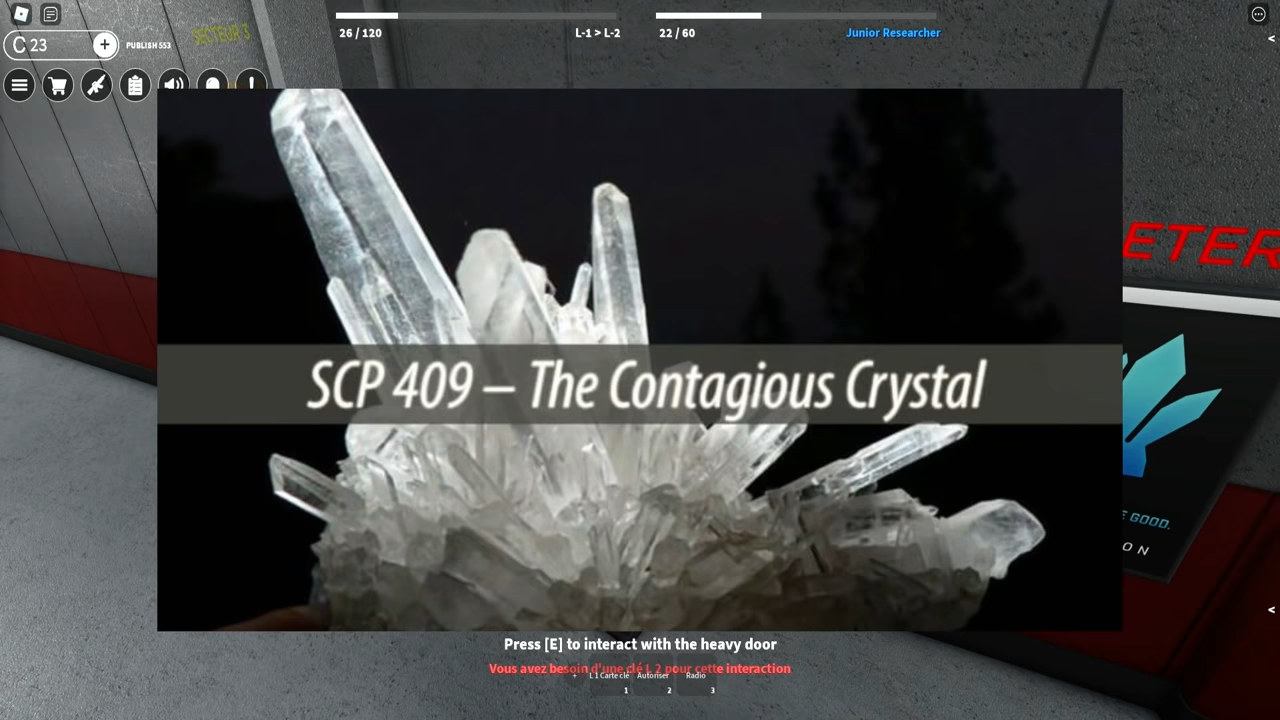 SECTEUR 3
26 / 120
L-1 > L-2
22 / 60
Junior Researcher
C 23
+
PUBLISH 553
<
ETER
SCP 409 – The Contagious Crystal
E GOOD.
ON
<
Press [E] to interact with the heavy door
Vous avez besoin d'une clé L 2 pour cette interaction
L 1 Carte clé
Autoriser
Radio
1
2
3